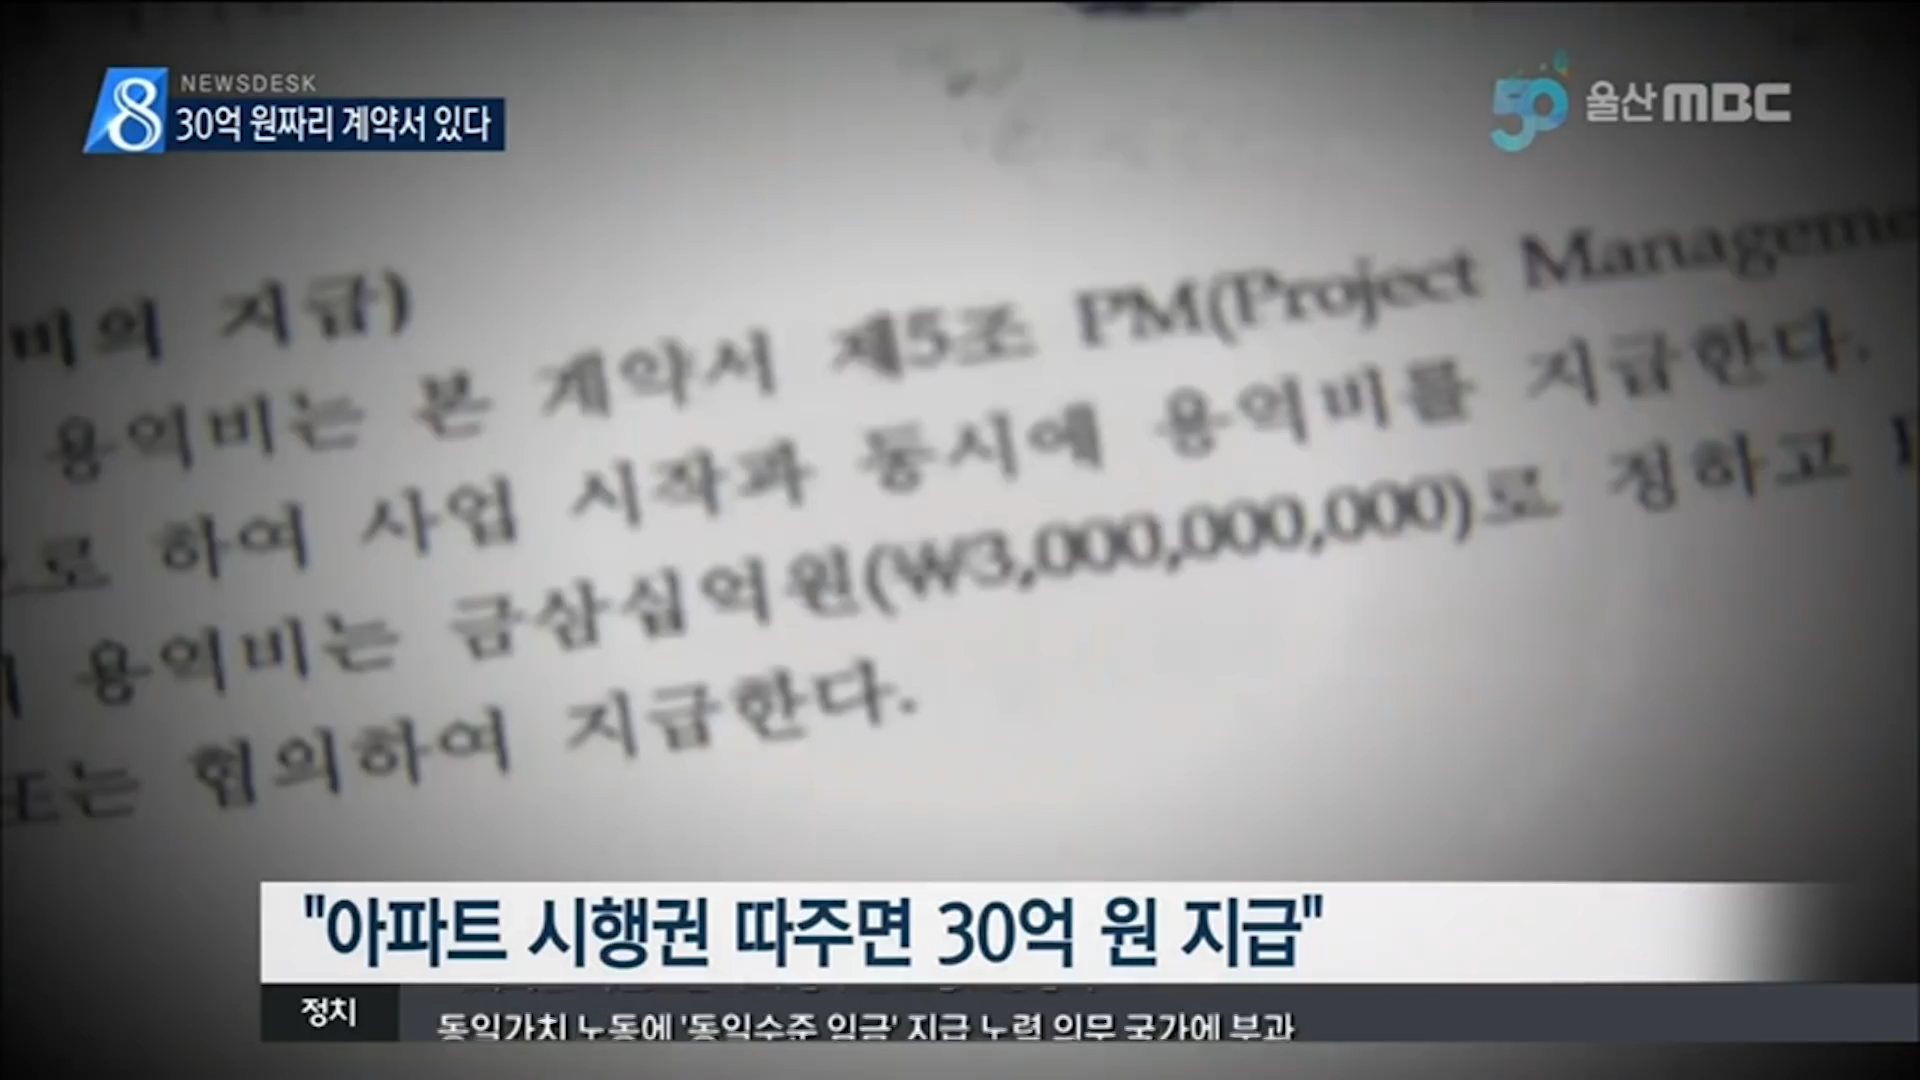 NEWSDESK
8 30억 원짜리 계약서 있다
50 울산MBC
비의 지급)
용역비는 본 계약서 제5조 PM(Project Manageme
으로 하여 사업 시작과 동시에 용역비를 지급한다.
용역비는 금삼십억원(₩3,000,000,000)로 정하고
또는 협의하여 지급한다.
"아파트 시행권 따주면 30억 원 지급"
정치
동일가치 노동에 '동일수준 임금' 지급 노력 의무 국가에 부과